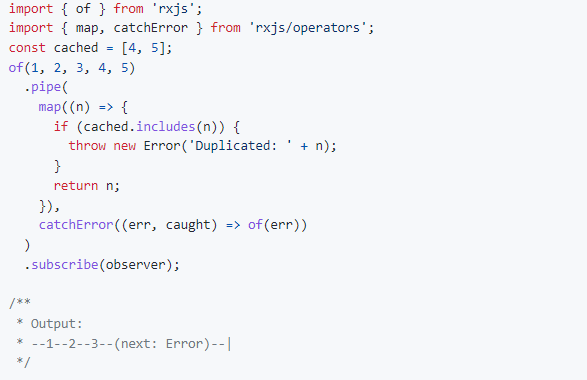 import { of } from 'rxjs';
import { map, catchError } from 'rxjs/operators';
const cached = [4, 5];
of(1, 2, 3, 4, 5)
  .pipe(
    map((n) => {
      if (cached.includes(n)) {
        throw new Error('Duplicated: ' + n);
      }
      return n;
    }),
    catchError((err, caught) => of(err))
  )
  .subscribe(observer);

/**
 * Output:
 * --1--2--3--(next: Error)--|
 */